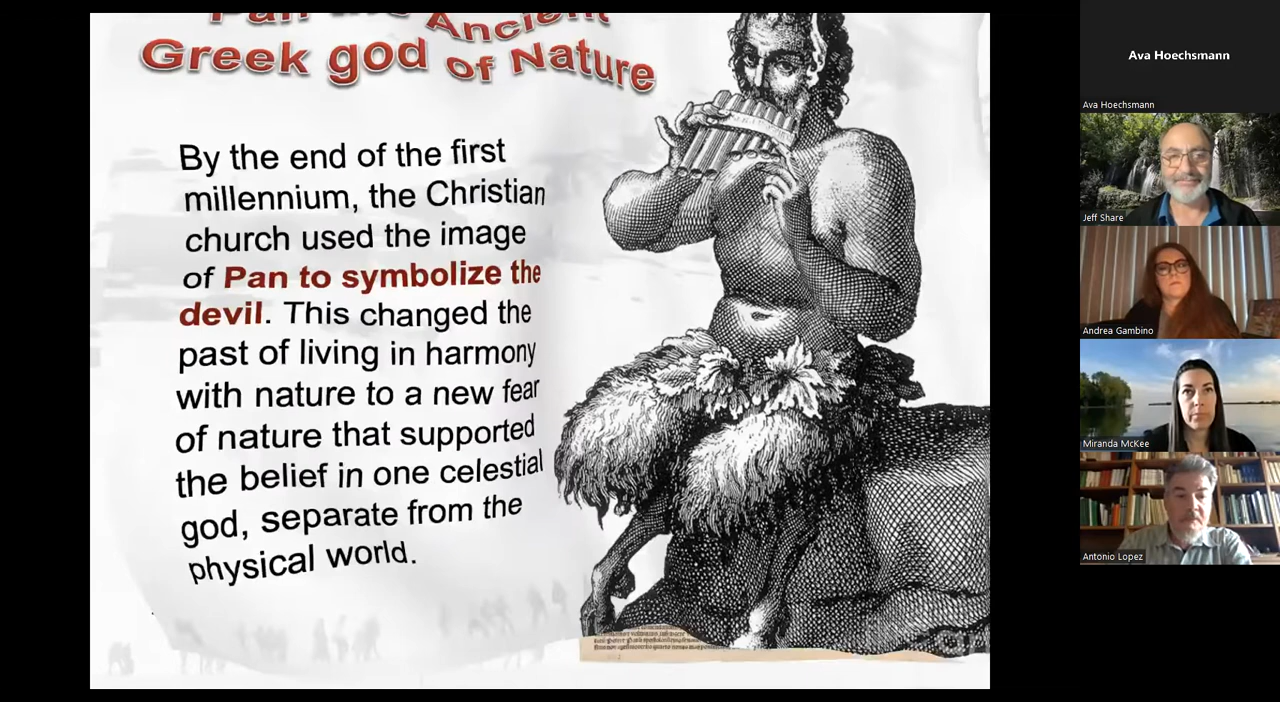 Pan the Ancient
Greek god of Nature
By the end of the first
millennium, the Christian
church used the image
of Pan to symbolize the
devil. This changed the
past of living in harmony
with nature to a new fear
of nature that supported
the belief in one celestial
god, separate from the
physical world.
Ava Hoechsmann
Ava Hoechsmann
Jeff Share
Andrea Gambino
Miranda McKee
Antonio Lopez